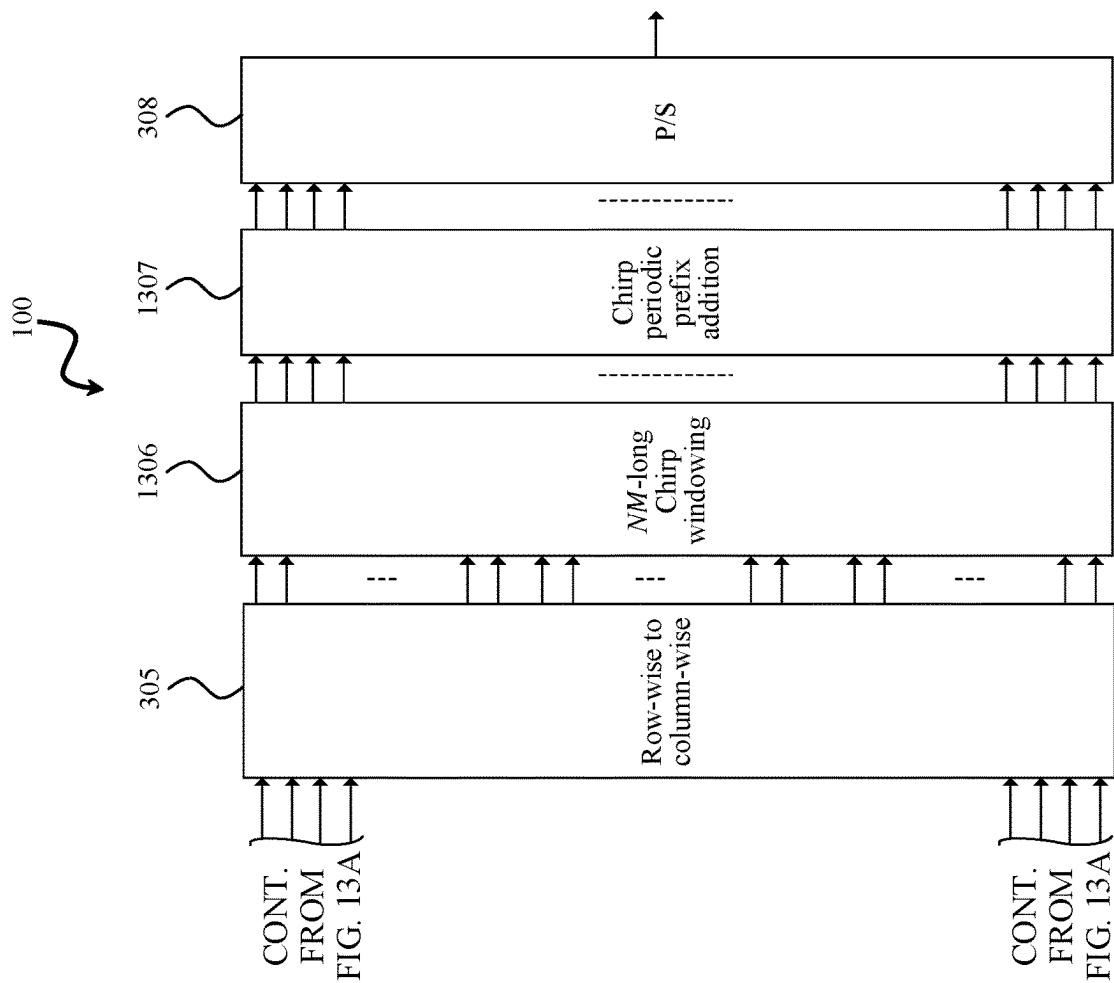 100
305
1306
1307
308
CONT.
FROM
FIG. 13A
CONT.
FROM
FIG. 13A
Row-wise to
column-wise
NM-long
Chirp
windowing
Chirp
periodic
prefix
addition
P/S